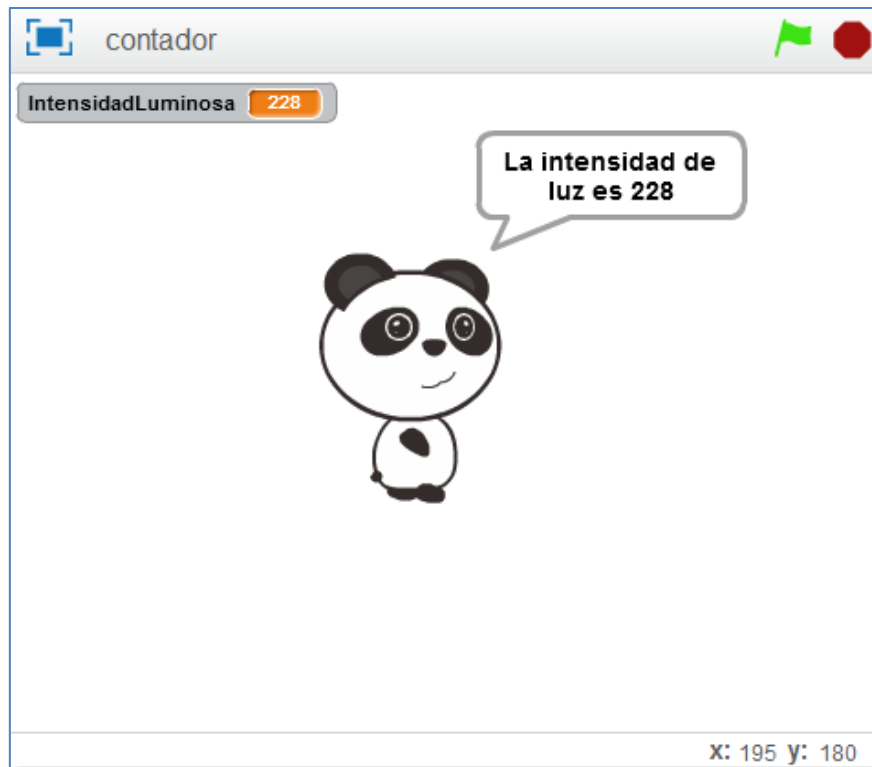 contador
IntensidadLuminosa 228
La intensidad de
luz es 228
x: 195 y: 180